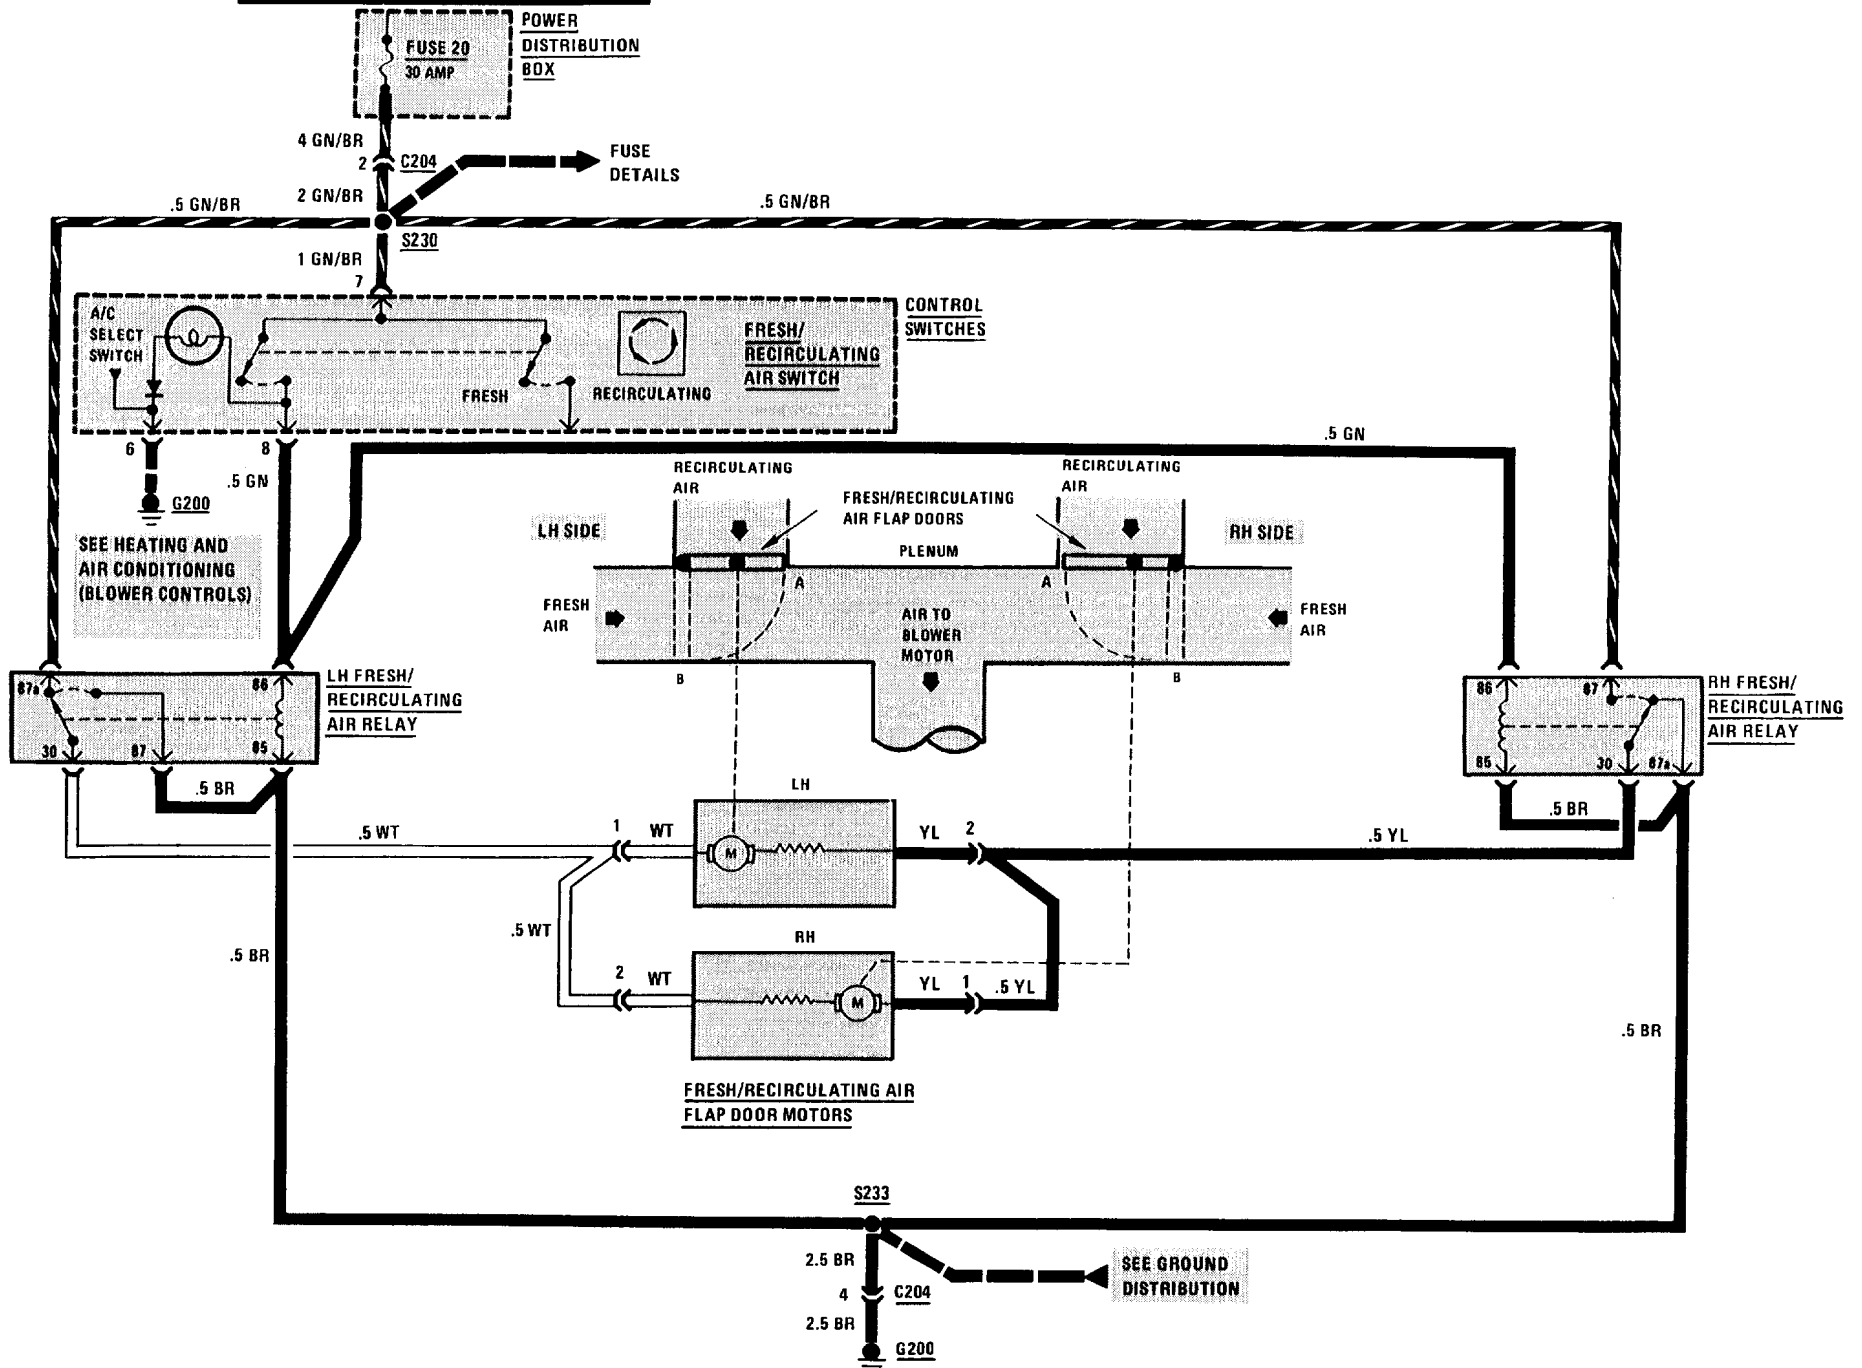 POWER
DISTRIBUTION
BOX
FUSE 20
30 AMP
4 GN/BR
2
C204
FUSE
DETAILS
2 GN/BR
.5 GN/BR
.5 GN/BR
S230
1 GN/BR
7
A/C
SELECT
SWITCH
FRESH
RECIRCULATING
FRESH/
RECIRCULATING
AIR SWITCH
CONTROL
SWITCHES
6
8
.5 GN
G200
.5 GN
SEE HEATING AND
AIR CONDITIONING
(BLOWER CONTROLS)
RECIRCULATING
AIR
RECIRCULATING
AIR
FRESH/RECIRCULATING
AIR FLAP DOORS
LH SIDE
RH SIDE
PLENUM
A
A
FRESH
AIR
AIR TO
BLOWER
MOTOR
FRESH
AIR
B
B
87a
86
30
87
85
LH FRESH/
RECIRCULATING
AIR RELAY
86
87
85
30
87a
RH FRESH/
RECIRCULATING
AIR RELAY
.5 BR
.5 BR
LH
.5 WT
1
WT
M
YL
2
.5 YL
RH
.5 WT
2
WT
M
YL
1
.5 YL
.5 BR
.5 BR
FRESH/RECIRCULATING AIR
FLAP DOOR MOTORS
S233
2.5 BR
4
C204
2.5 BR
G200
SEE GROUND
DISTRIBUTION